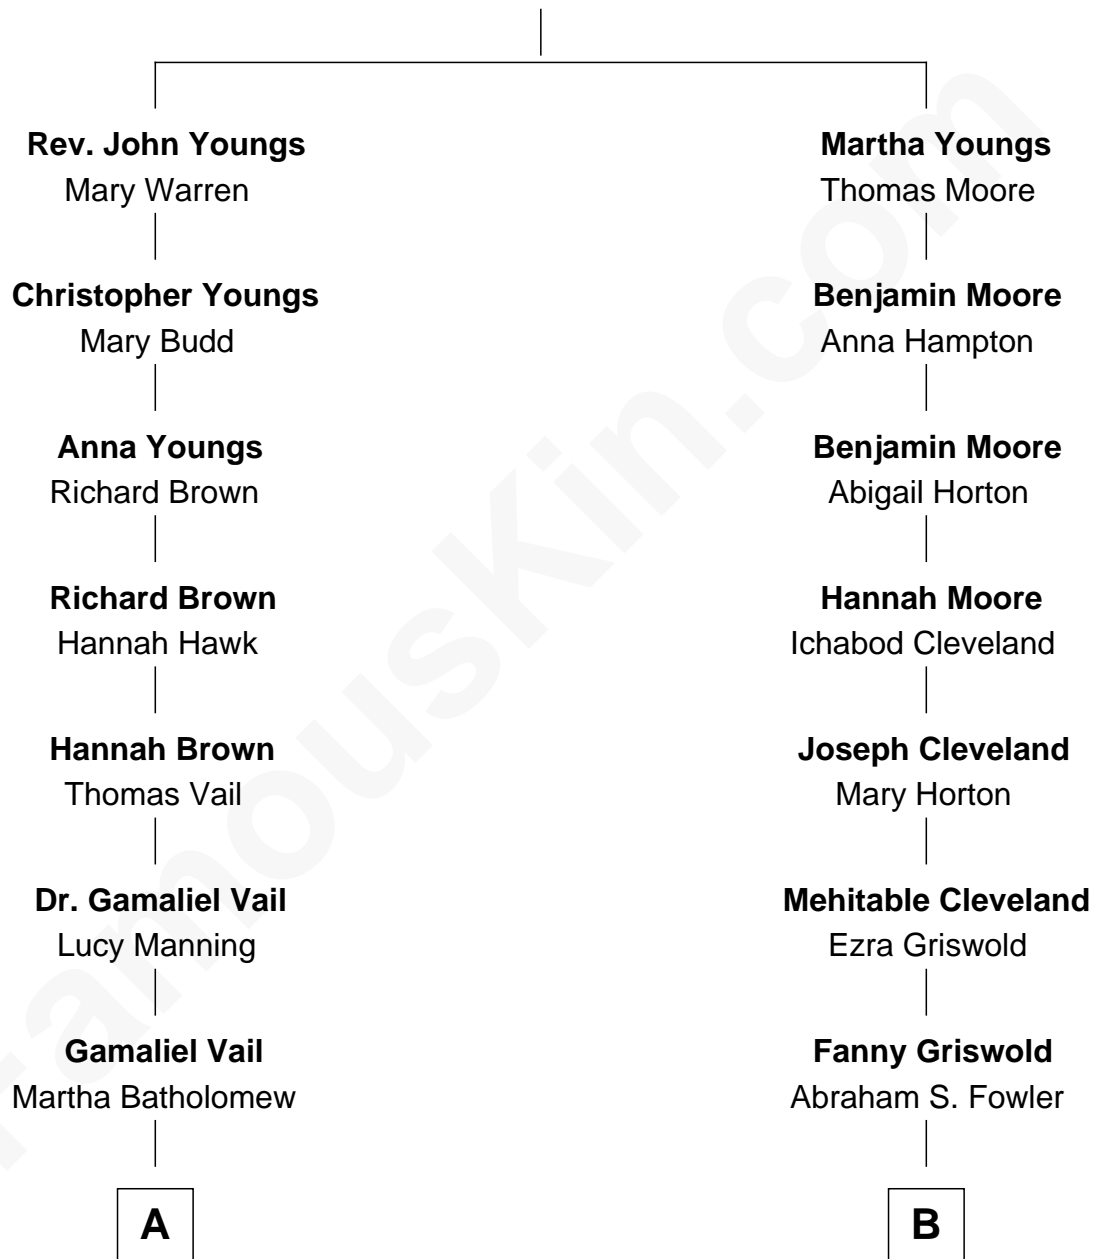 Rev. John Youngs
Mary Warren
Christopher Youngs
Mary Budd
Anna Youngs
Richard Brown
Richard Brown
Hannah Hawk
Hannah Brown
Thomas Vail
Dr. Gamaliel Vail
Lucy Manning
Gamaliel Vail
Martha Batholomew
A
Martha Youngs
Thomas Moore
Benjamin Moore
Anna Hampton
Benjamin Moore
Abigail Horton
Hannah Moore
Ichabod Cleveland
Joseph Cleveland
Mary Horton
Mehitable Cleveland
Ezra Griswold
Fanny Griswold
Abraham S. Fowler
B
FamousKin.com